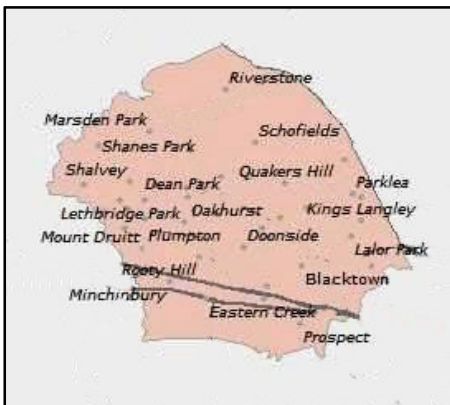 Riverstone
Marsden Park
Schofields
Shanes Park
Shalvey
Quakers Hill
Dean Park
Parklea
Lethbridge Park
Oakhurst
Kings Langley
Mount Druitt
Plumpton
Doonside
Lalor Park
Rooty Hill
Blacktown
Minchinbury
Eastern Creek
Prospect